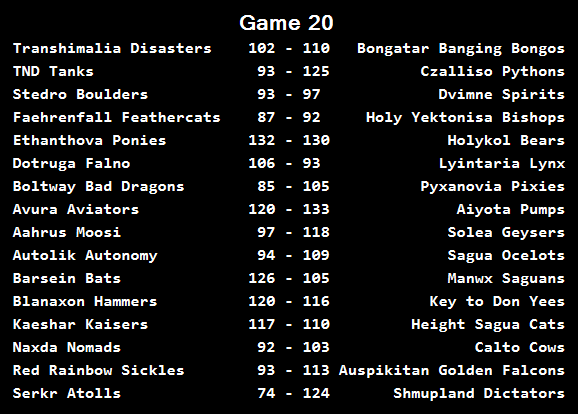 Game 20
Transhimalia Disasters 102 - 110 Bongatar Banging Bongos
TND Tanks 93 - 125 Czalliso Pythons
Stedro Boulders 93 - 97 Dvimne Spirits
Faehrenfall Feathercats 87 - 92 Holy Yektonisa Bishops
Ethanthova Ponies 132 - 130 Holykol Bears
Dotruga Falno 106 - 93 Lyintaria Lynx
Boltway Bad Dragons 85 - 105 Pyxanovia Pixies
Avura Aviators 120 - 133 Aiyota Pumps
Aahrus Moosi 97 - 118 Solea Geysers
Autolik Autonomy 94 - 109 Sagua Ocelots
Barsein Bats 126 - 105 Manwx Saguans
Blanaxon Hammers 120 - 116 Key to Don Yees
Kaeshar Kaisers 117 - 110 Height Sagua Cats
Naxda Nomads 92 - 103 Calto Cows
Red Rainbow Sickles 93 - 113 Auspikitan Golden Falcons
Serkr Atolls 74 - 124 Shmupland Dictators